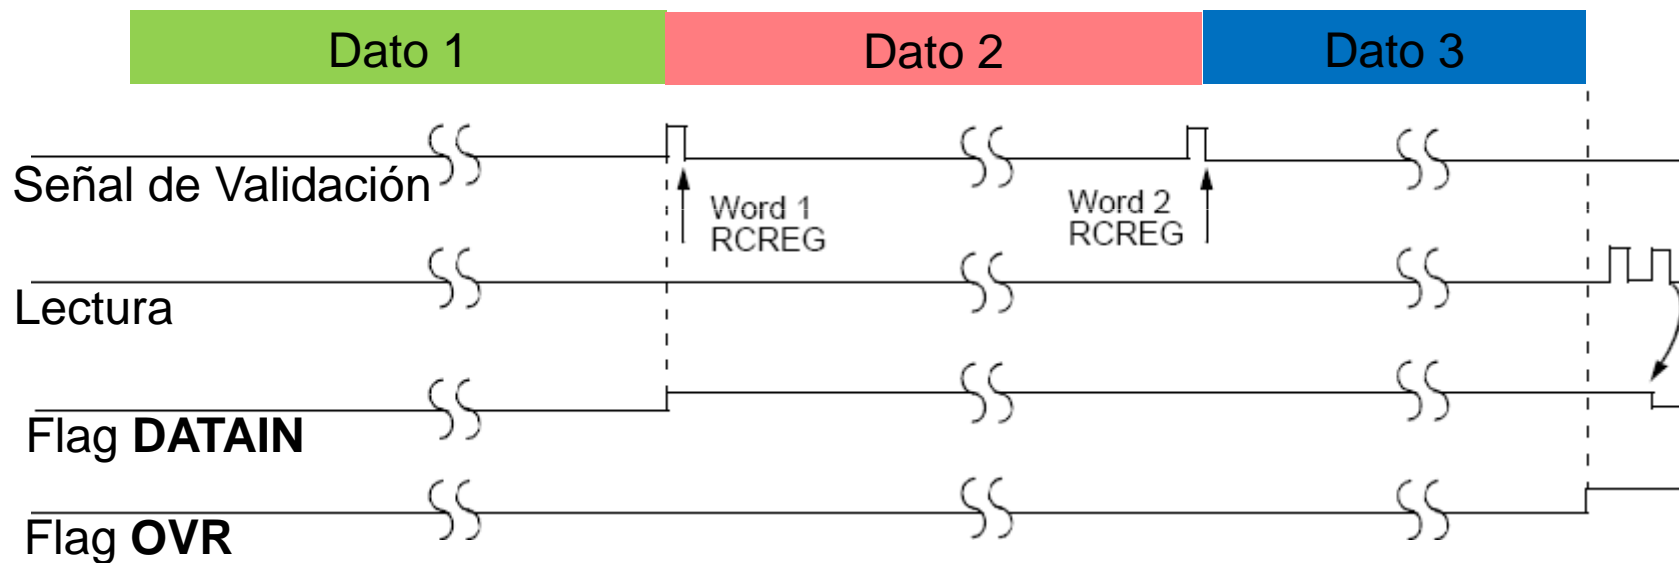 Dato 1
Dato 2
Dato 3
Señal de Validación
Word 1
RCREG
Word 2
RCREG
Lectura
Flag DATAIN
Flag OVR